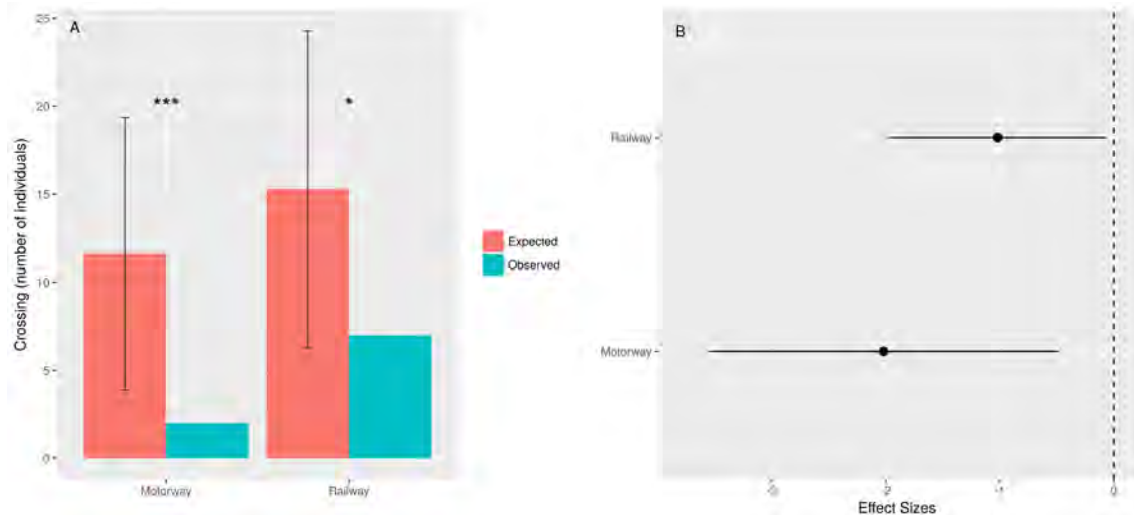 A
25
20
15
10
5
0
***
*
Crossing (number of individuals)
Motorway
Railway
Expected
Observed
B
Railway
Motorway
-3
-2
-1
0
Effect Sizes